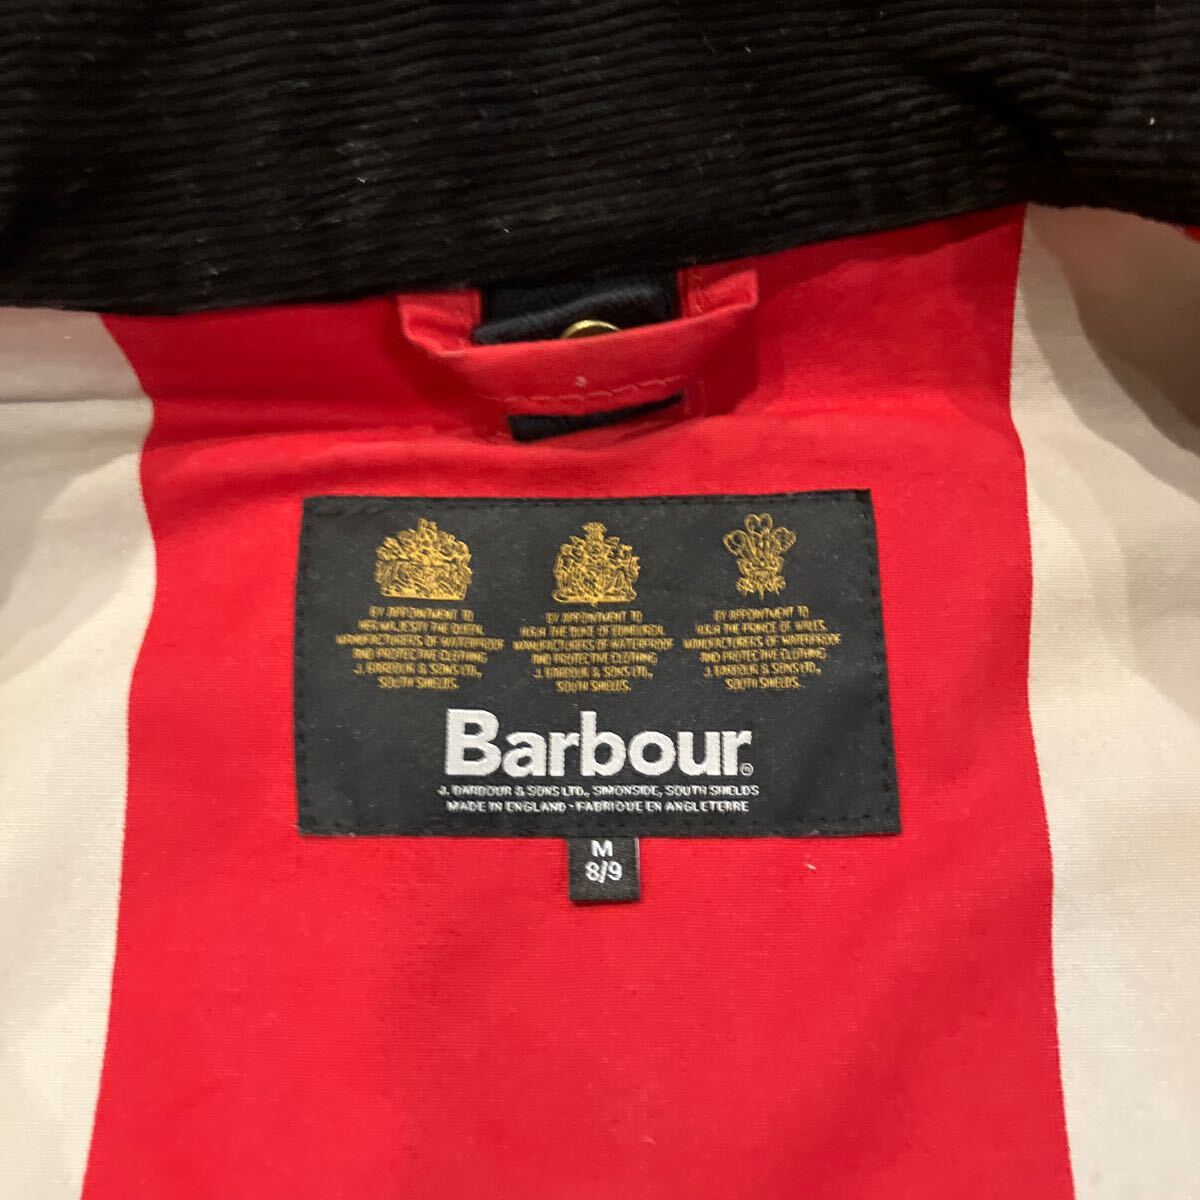 BY APPOINTMENT TO
HER MAJESTY THE QUEEN.
MANUFACTURERS OF WATERPROOF
AND PROTECTIVE CLOTHING
J. BARBOUR & SONS LTD.,
SOUTH SHIELDS.
BY APPOINTMENT TO
H.R.H. THE DUKE OF EDINBURGH.
MANUFACTURERS OF WATERPROOF
AND PROTECTIVE CLOTHING
J. BARBOUR & SONS LTD.,
SOUTH SHIELDS.
BY APPOINTMENT TO
H.R.H. THE PRINCE OF WALES.
MANUFACTURERS OF WATERPROOF
AND PROTECTIVE CLOTHING
J. BARBOUR & SONS LTD.,
SOUTH SHIELDS.
Barbour®
J. BARBOUR & SONS LTD., SIMONSIDE, SOUTH SHIELDS
MADE IN ENGLAND - FABRIQUE EN ANGLETERRE
M
8/9